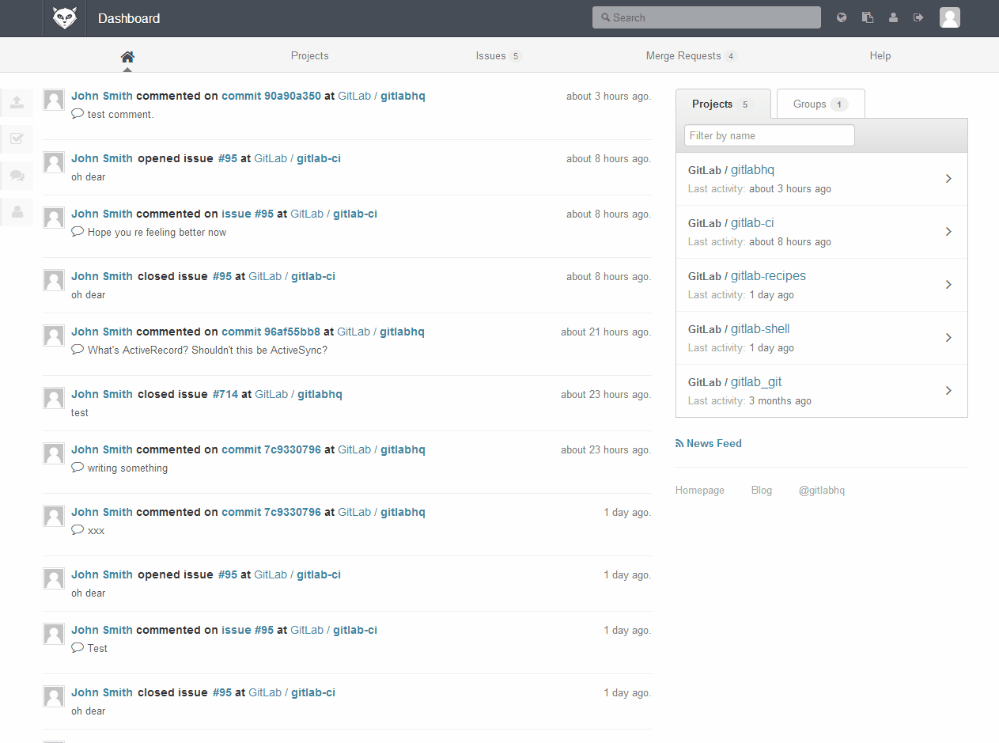 Dashboard
Search
Projects
Issues 5
Merge Requests 4
Help
John Smith commented on commit 90a90a350 at GitLab / gitlabhq about 3 hours ago.
test comment.
John Smith opened issue #95 at GitLab / gitlab-ci about 8 hours ago.
oh dear
John Smith commented on issue #95 at GitLab / gitlab-ci about 8 hours ago.
Hope you re feeling better now
John Smith closed issue #95 at GitLab / gitlab-ci about 8 hours ago.
oh dear
John Smith commented on commit 96af55bb8 at GitLab / gitlabhq about 21 hours ago.
What's ActiveRecord? Shouldn't this be ActiveSync?
John Smith closed issue #714 at GitLab / gitlabhq about 23 hours ago.
test
John Smith commented on commit 7c9330796 at GitLab / gitlabhq about 23 hours ago.
writing something
John Smith commented on commit 7c9330796 at GitLab / gitlabhq 1 day ago.
xxx
John Smith opened issue #95 at GitLab / gitlab-ci 1 day ago.
oh dear
John Smith commented on issue #95 at GitLab / gitlab-ci 1 day ago.
Test
John Smith closed issue #95 at GitLab / gitlab-ci 1 day ago.
oh dear
Projects 5
Groups 1
Filter by name
GitLab / gitlabhq
Last activity: about 3 hours ago
GitLab / gitlab-ci
Last activity: about 8 hours ago
GitLab / gitlab-recipes
Last activity: 1 day ago
GitLab / gitlab-shell
Last activity: 1 day ago
GitLab / gitlab_git
Last activity: 3 months ago
News Feed
Homepage
Blog
@gitlabhq